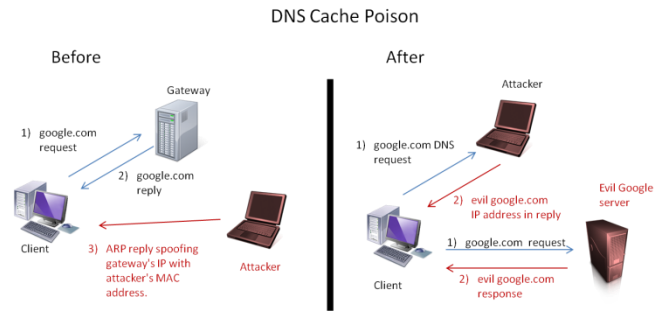 DNS Cache Poison
Before
Gateway
1) google.com
request
2) google.com
reply
Client
3) ARP reply spoofing
gateway's IP with
attacker's MAC
address.
Attacker
After
Attacker
1) google.com DNS
request
2) evil google.com
IP address in reply
Evil Google
server
1) google.com request
Client
2) evil google.com
response